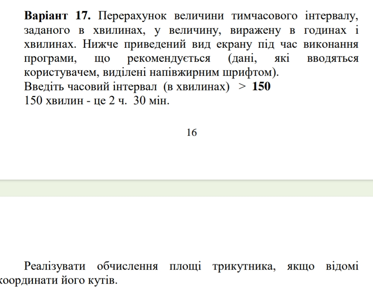 Варіант 17. Перерахунок величини тимчасового інтервалу,
заданого в хвилинах, у величину, виражену в годинах і
хвилинах. Нижче приведений вид екрану під час виконання
програми, що рекомендується (дані, які вводяться
користувачем, виділені напівжирним шрифтом).
Введіть часовий інтервал (в хвилинах) > 150
150 хвилин - це 2 ч. 30 мін.
16
Реалізувати обчислення площі трикутника, якщо відомі
координати його кутів.